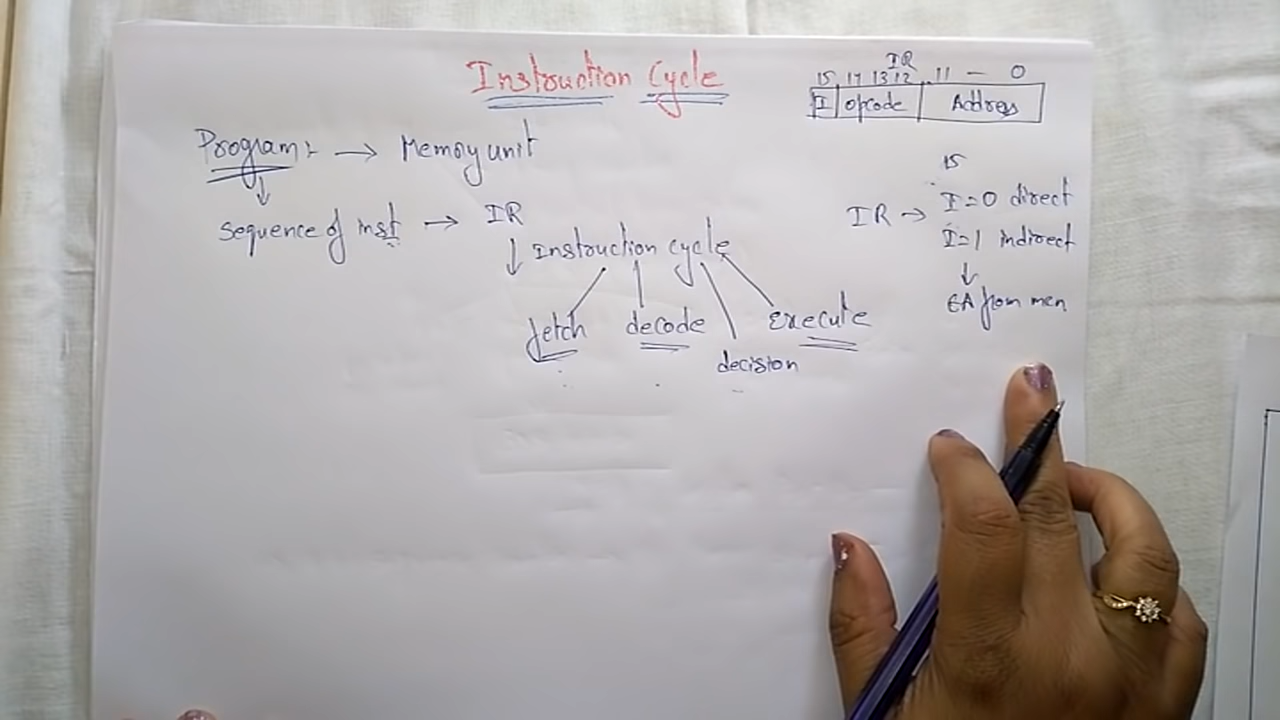 Instruction Cycle
IR
15 14 13 12 11 — 0
I opcode Address
Program :- → Memory unit
↓
Sequence of inst → IR
↓ Instruction cycle
fetch decode decision Execute
15
IR → I=0 direct
I=1 indirect
↓
EA from mem